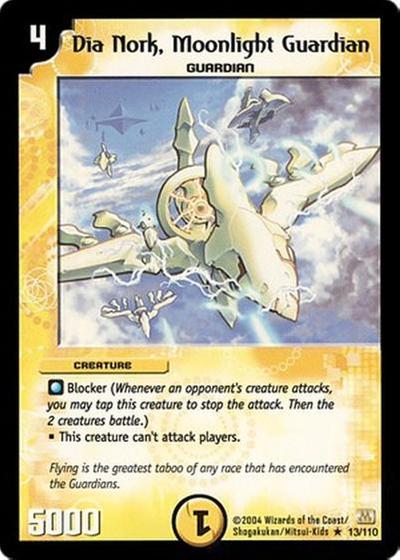 4 Dia Nork, Moonlight Guardian
GUARDIAN
CREATURE
Blocker (Whenever an opponent's creature attacks,
you may tap this creature to stop the attack. Then the
2 creatures battle.)
▪ This creature can't attack players.
Flying is the greatest taboo of any race that has encountered
the Guardians.
5000
1
©2004 Wizards of the Coast/
Shogakukan/Mitsui-Kids ★ 13/110